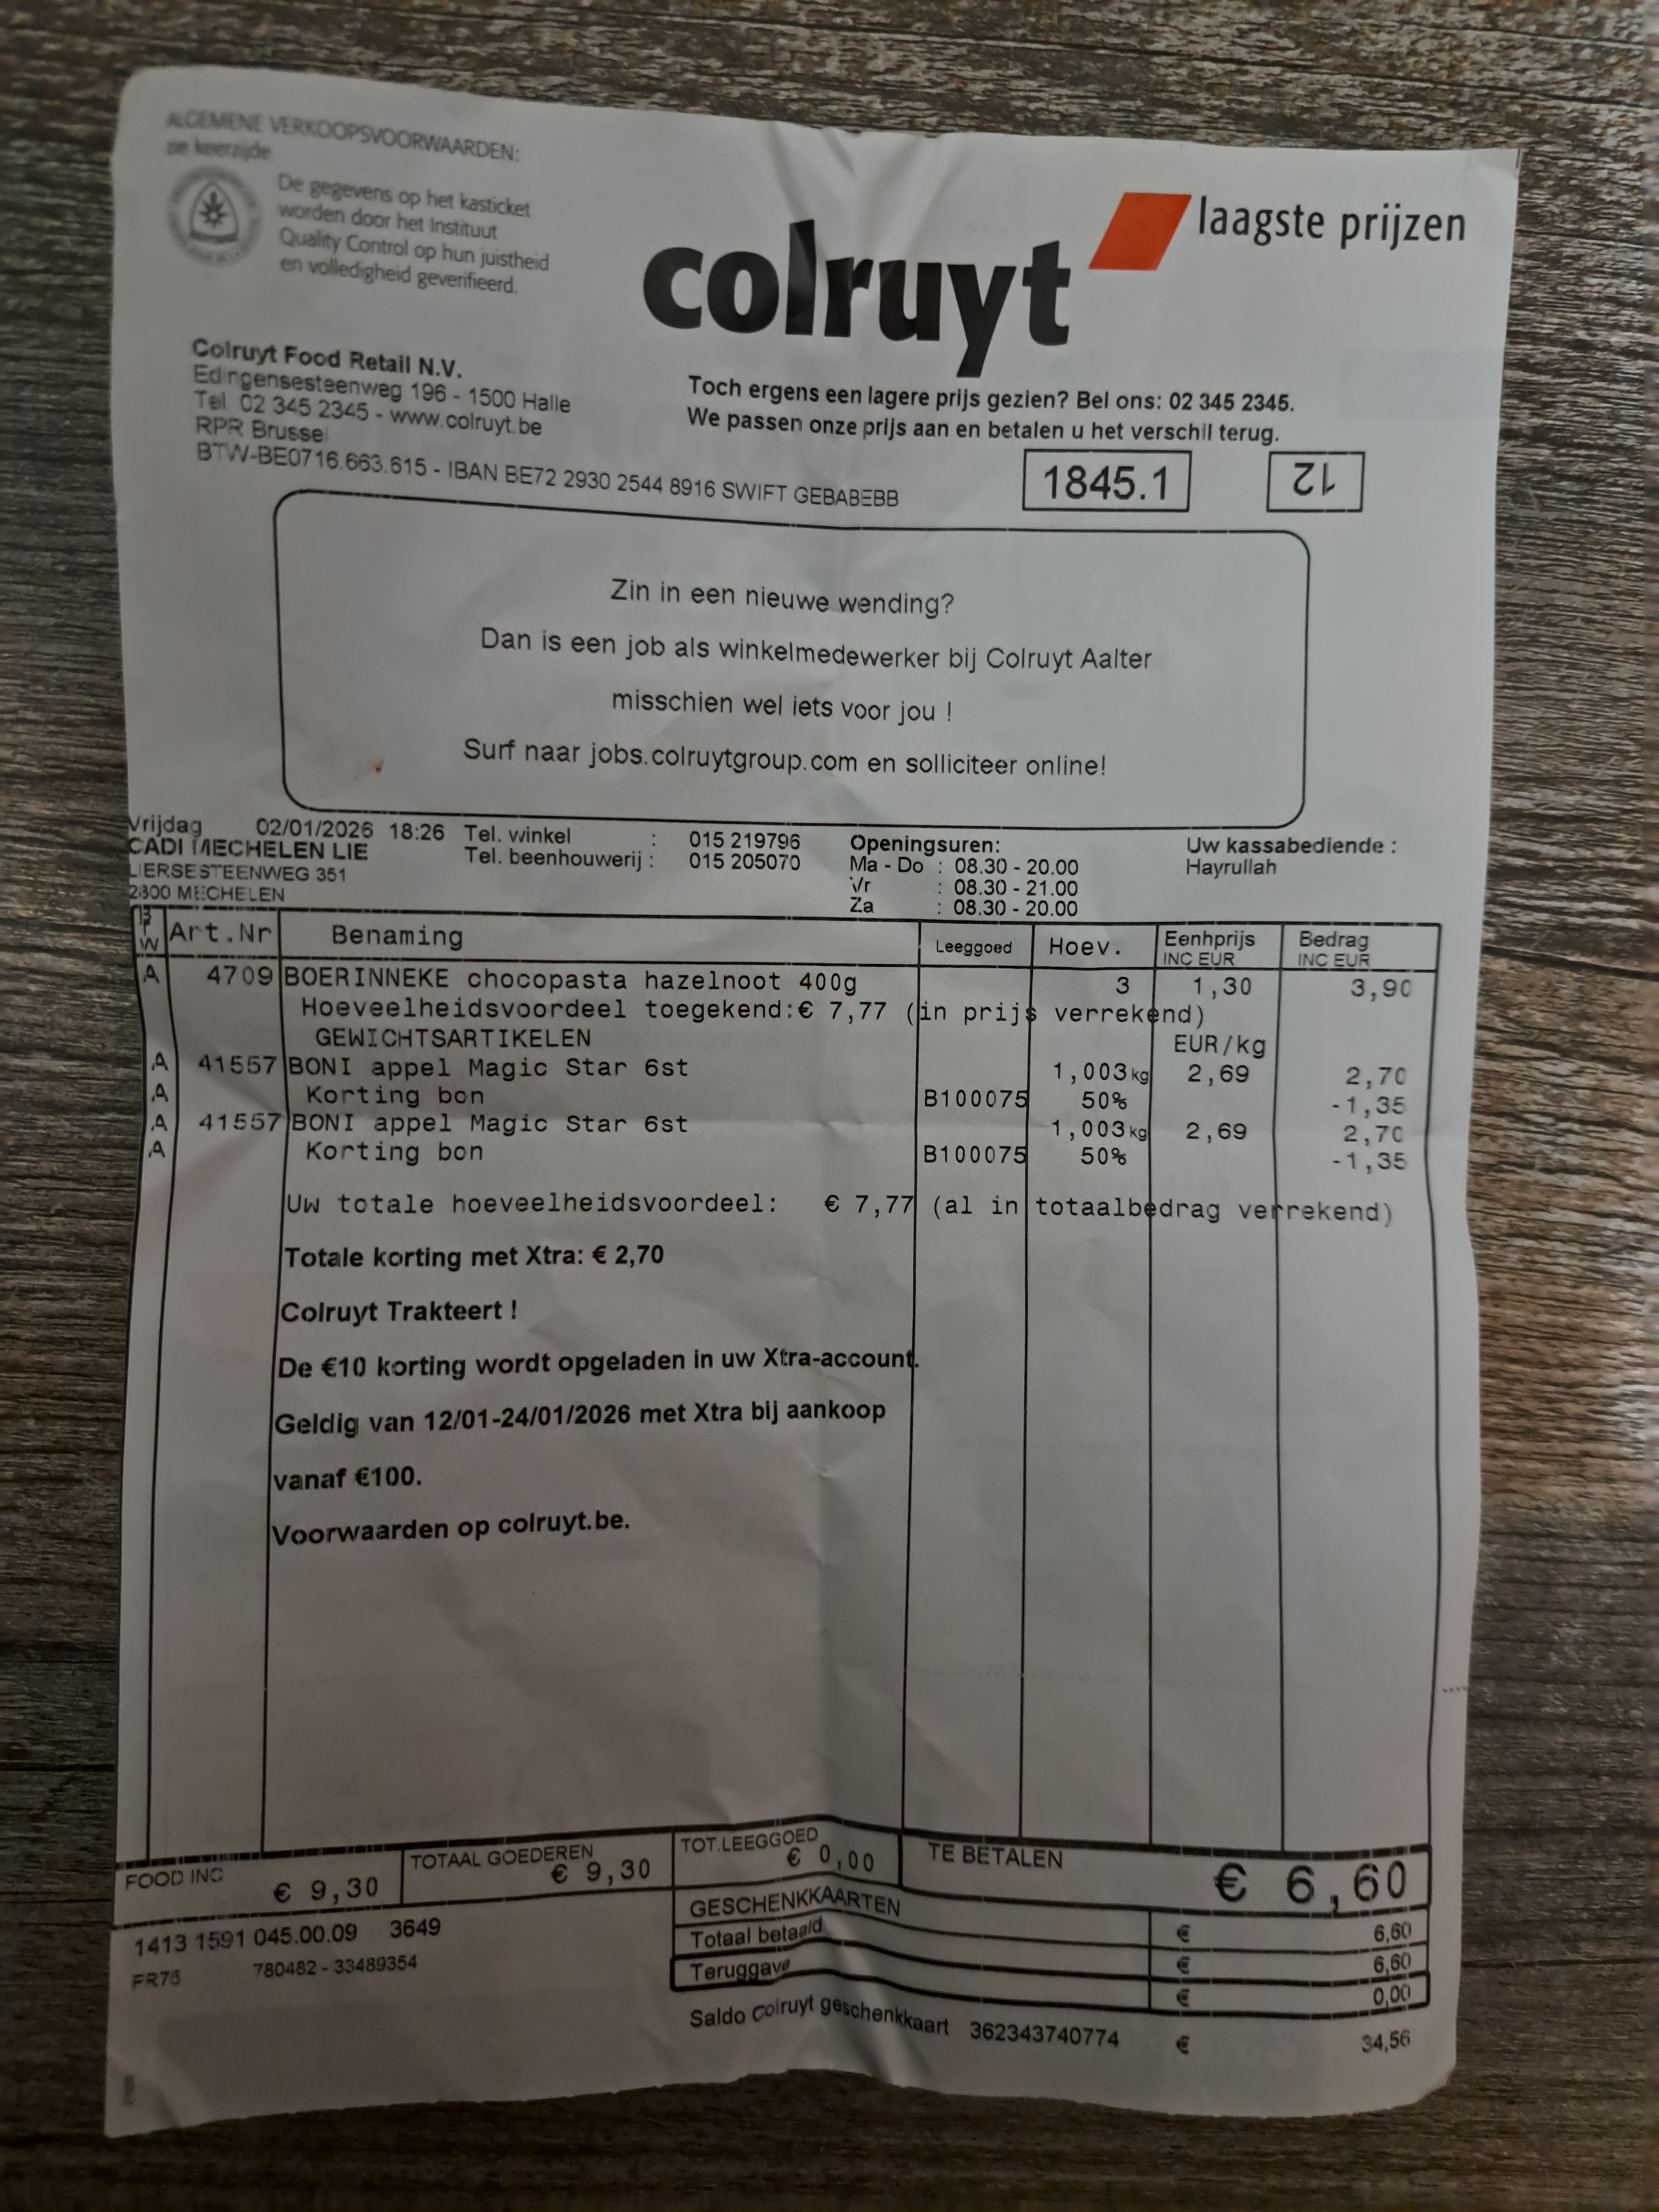 ALGEMENE VERKOOPSVOORWAARDEN:
zie keerzijde
De gegevens op het kasticket
worden door het Instituut
Quality Control op hun juistheid
en volledigheid geverifieerd.
colruyt laagste prijzen
Colruyt Food Retail N.V.
Edingensesteenweg 196 - 1500 Halle
Tel. 02 345 2345 - www.colruyt.be
RPR Brussel
BTW-BE0716.663.615 - IBAN BE72 2930 2544 8916 SWIFT GEBABEBB
Toch ergens een lagere prijs gezien? Bel ons: 02 345 2345.
We passen onze prijs aan en betalen u het verschil terug.
1845.1 12
Zin in een nieuwe wending?
Dan is een job als winkelmedewerker bij Colruyt Aalter
misschien wel iets voor jou !
Surf naar jobs.colruytgroup.com en solliciteer online!
Vrijdag 02/01/2026 18:26
CADI MECHELEN LIE
LIERSESTEENWEG 351
2800 MECHELEN
Tel. winkel : 015 219796
Tel. beenhouwerij : 015 205070
Openingsuren:
Ma - Do : 08.30 - 20.00
Vr : 08.30 - 21.00
Za : 08.30 - 20.00
Uw kassabediende :
Hayrullah
BTW Art.Nr Benaming Leeggoed Hoev. Eenhprijs INC EUR Bedrag INC EUR
A 4709 BOERINNEKE chocopasta hazelnoot 400g 3 1,30 3,90
Hoeveelheidsvoordeel toegekend:€ 7,77 (in prijs verrekend)
GEWICHTSARTIKELEN EUR/kg
A 41557 BONI appel Magic Star 6st 1,003kg 2,69 2,70
A Korting bon B100075 50% -1,35
A 41557 BONI appel Magic Star 6st 1,003kg 2,69 2,70
A Korting bon B100075 50% -1,35
Uw totale hoeveelheidsvoordeel: € 7,77 (al in totaalbedrag verrekend)
Totale korting met Xtra: € 2,70
Colruyt Trakteert !
De €10 korting wordt opgeladen in uw Xtra-account.
Geldig van 12/01-24/01/2026 met Xtra bij aankoop
vanaf €100.
Voorwaarden op colruyt.be.
FOOD INC € 9,30
TOTAAL GOEDEREN € 9,30
TOT.LEEGGOED € 0,00
TE BETALEN € 6,60
GESCHENKKAARTEN € 6,60
Totaal betaald € 6,60
Teruggave € 0,00
1413 1591 045.00.09 3649
FR75 780482 - 33489354
Saldo Colruyt geschenkkaart 362343740774 € 34,56